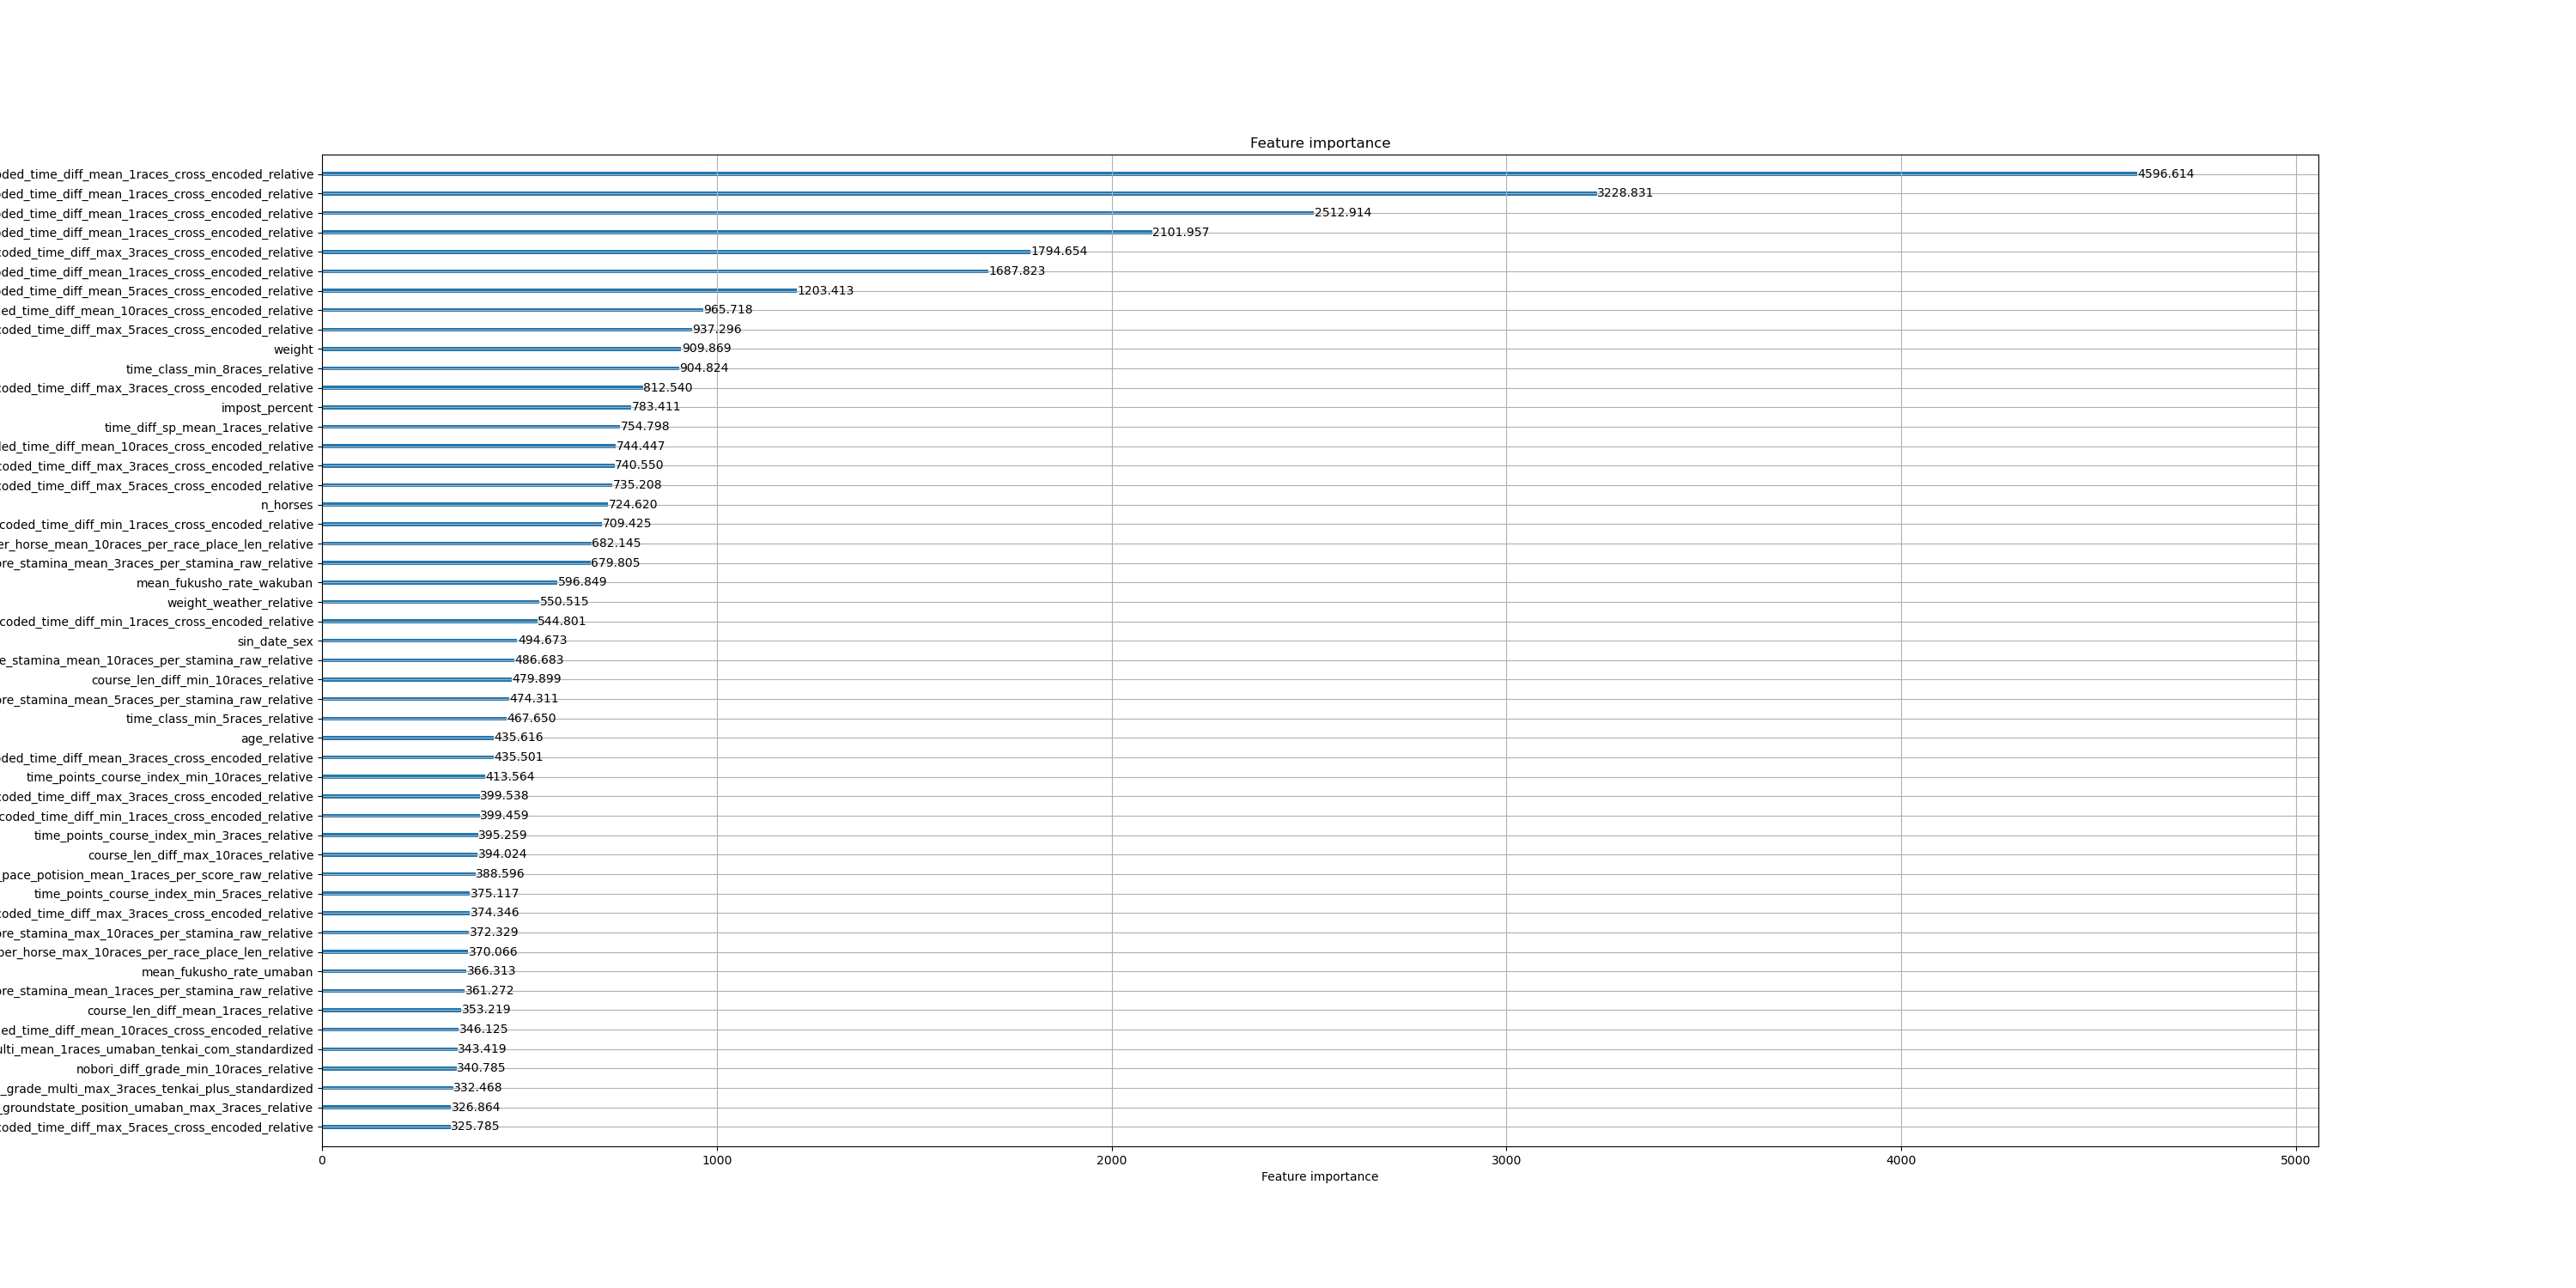 Feature importance
oded_time_diff_mean_1races_cross_encoded_relative 4596.614
oded_time_diff_mean_1races_cross_encoded_relative 3228.831
oded_time_diff_mean_1races_cross_encoded_relative 2512.914
oded_time_diff_mean_1races_cross_encoded_relative 2101.957
coded_time_diff_max_3races_cross_encoded_relative 1794.654
oded_time_diff_mean_1races_cross_encoded_relative 1687.823
oded_time_diff_mean_5races_cross_encoded_relative 1203.413
ed_time_diff_mean_10races_cross_encoded_relative 965.718
coded_time_diff_max_5races_cross_encoded_relative 937.296
weight 909.869
time_class_min_8races_relative 904.824
coded_time_diff_max_3races_cross_encoded_relative 812.540
impost_percent 783.411
time_diff_sp_mean_1races_relative 754.798
ded_time_diff_mean_10races_cross_encoded_relative 744.447
coded_time_diff_max_3races_cross_encoded_relative 740.550
coded_time_diff_max_5races_cross_encoded_relative 735.208
n_horses 724.620
coded_time_diff_min_1races_cross_encoded_relative 709.425
er_horse_mean_10races_per_race_place_len_relative 682.145
ore_stamina_mean_3races_per_stamina_raw_relative 679.805
mean_fukusho_rate_wakuban 596.849
weight_weather_relative 550.515
coded_time_diff_min_1races_cross_encoded_relative 544.801
sin_date_sex 494.673
e_stamina_mean_10races_per_stamina_raw_relative 486.683
course_len_diff_min_10races_relative 479.899
ore_stamina_mean_5races_per_stamina_raw_relative 474.311
time_class_min_5races_relative 467.650
age_relative 435.616
oded_time_diff_mean_3races_cross_encoded_relative 435.501
time_points_course_index_min_10races_relative 413.564
coded_time_diff_max_3races_cross_encoded_relative 399.538
coded_time_diff_min_1races_cross_encoded_relative 399.459
time_points_course_index_min_3races_relative 395.259
course_len_diff_max_10races_relative 394.024
_pace_potision_mean_1races_per_score_raw_relative 388.596
time_points_course_index_min_5races_relative 375.117
coded_time_diff_max_3races_cross_encoded_relative 374.346
ore_stamina_max_10races_per_stamina_raw_relative 372.329
per_horse_max_10races_per_race_place_len_relative 370.066
mean_fukusho_rate_umaban 366.313
ore_stamina_mean_1races_per_stamina_raw_relative 361.272
course_len_diff_mean_1races_relative 353.219
ed_time_diff_mean_10races_cross_encoded_relative 346.125
ulti_mean_1races_umaban_tenkai_com_standardized 343.419
nobori_diff_grade_min_10races_relative 340.785
_grade_multi_max_3races_tenkai_plus_standardized 332.468
_groundstate_position_umaban_max_3races_relative 326.864
coded_time_diff_max_5races_cross_encoded_relative 325.785
0 1000 2000 3000 4000 5000
Feature importance